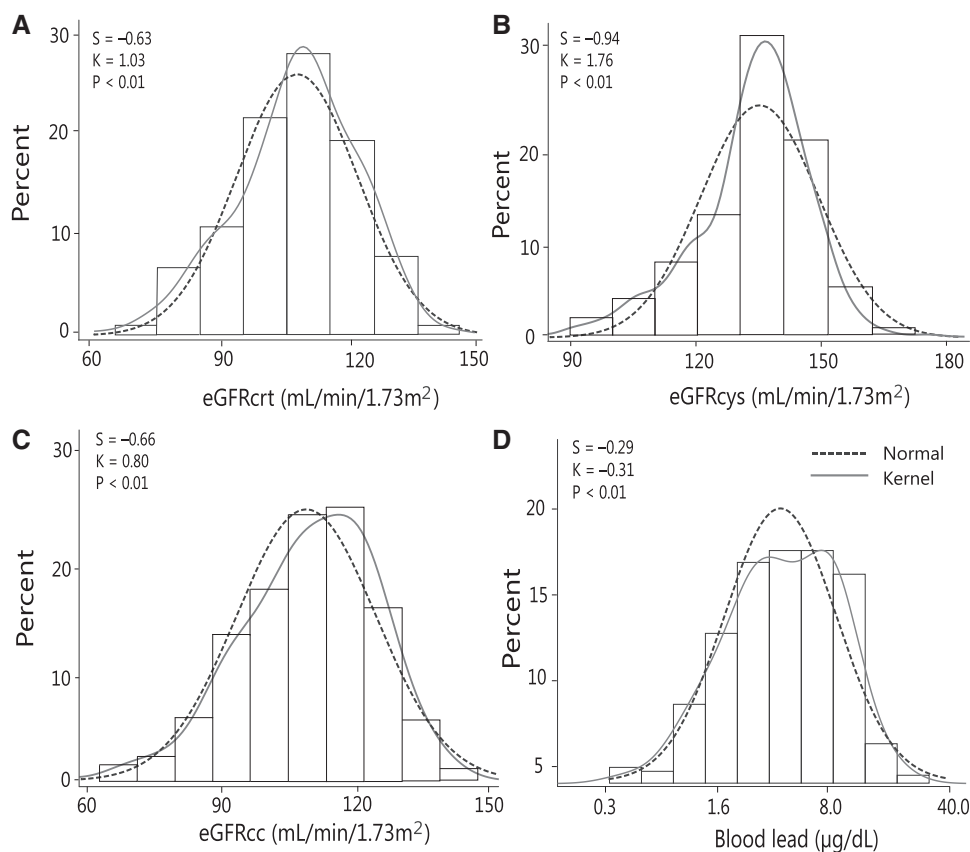 A
S = –0.63
K = 1.03
P < 0.01
30
20
10
0
Percent
60 90 120 150
eGFRcrt (mL/min/1.73m²)
B
S = –0.94
K = 1.76
P < 0.01
30
20
10
0
Percent
90 120 150 180
eGFRcys (mL/min/1.73m²)
C
S = –0.66
K = 0.80
P < 0.01
30
20
10
0
Percent
60 90 120 150
eGFRcc (mL/min/1.73m²)
D
S = –0.29
K = –0.31
P < 0.01
Normal
Kernel
20
15
10
5
Percent
0.3 1.6 8.0 40.0
Blood lead (µg/dL)